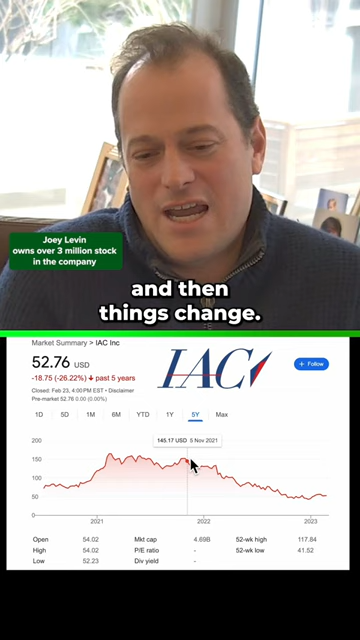 Joey Levin
owns over 3 million stock
in the company
and then
things change.
Market Summary > IAC Inc
52.76 USD
-18.75 (-26.22%) ↓ past 5 years
Closed: Feb 23, 4:00 PM EST • Disclaimer
Pre-market 52.76 0.00 (0.00%)
IAC
+ Follow
1D 5D 1M 6M YTD 1Y 5Y Max
145.17 USD 5 Nov 2021
200
150
100
50
0
2021 2022 2023
Open 54.02 Mkt cap 4.69B 52-wk high 117.84
High 54.02 P/E ratio - 52-wk low 41.52
Low 52.23 Div yield -